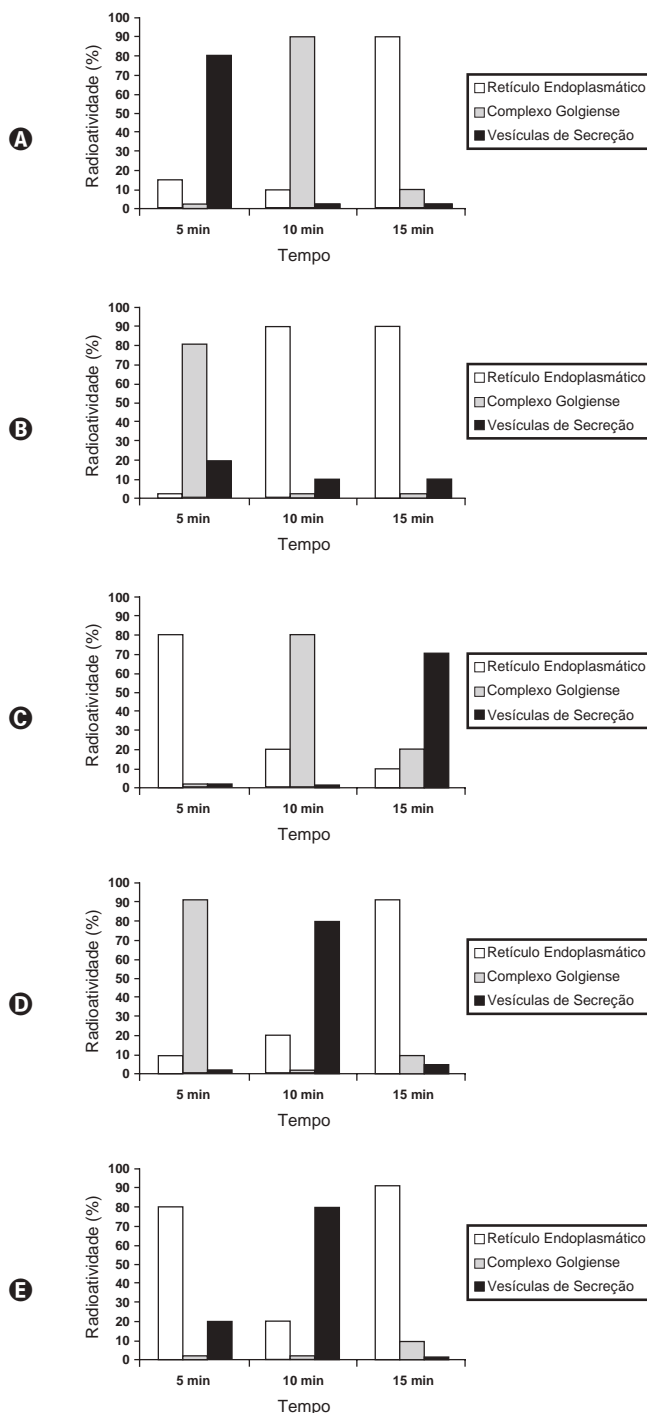 A
Radioatividade (%)
100
90
80
70
60
50
40
30
20
10
0
5 min 10 min 15 min
Tempo
Retículo Endoplasmático
Complexo Golgiense
Vesículas de Secreção
B
Radioatividade (%)
100
90
80
70
60
50
40
30
20
10
0
5 min 10 min 15 min
Tempo
Retículo Endoplasmático
Complexo Golgiense
Vesículas de Secreção
C
Radioatividade (%)
100
90
80
70
60
50
40
30
20
10
0
5 min 10 min 15 min
Tempo
Retículo Endoplasmático
Complexo Golgiense
Vesículas de Secreção
D
Radioatividade (%)
100
90
80
70
60
50
40
30
20
10
0
5 min 10 min 15 min
Tempo
Retículo Endoplasmático
Complexo Golgiense
Vesículas de Secreção
E
Radioatividade (%)
100
90
80
70
60
50
40
30
20
10
0
5 min 10 min 15 min
Tempo
Retículo Endoplasmático
Complexo Golgiense
Vesículas de Secreção